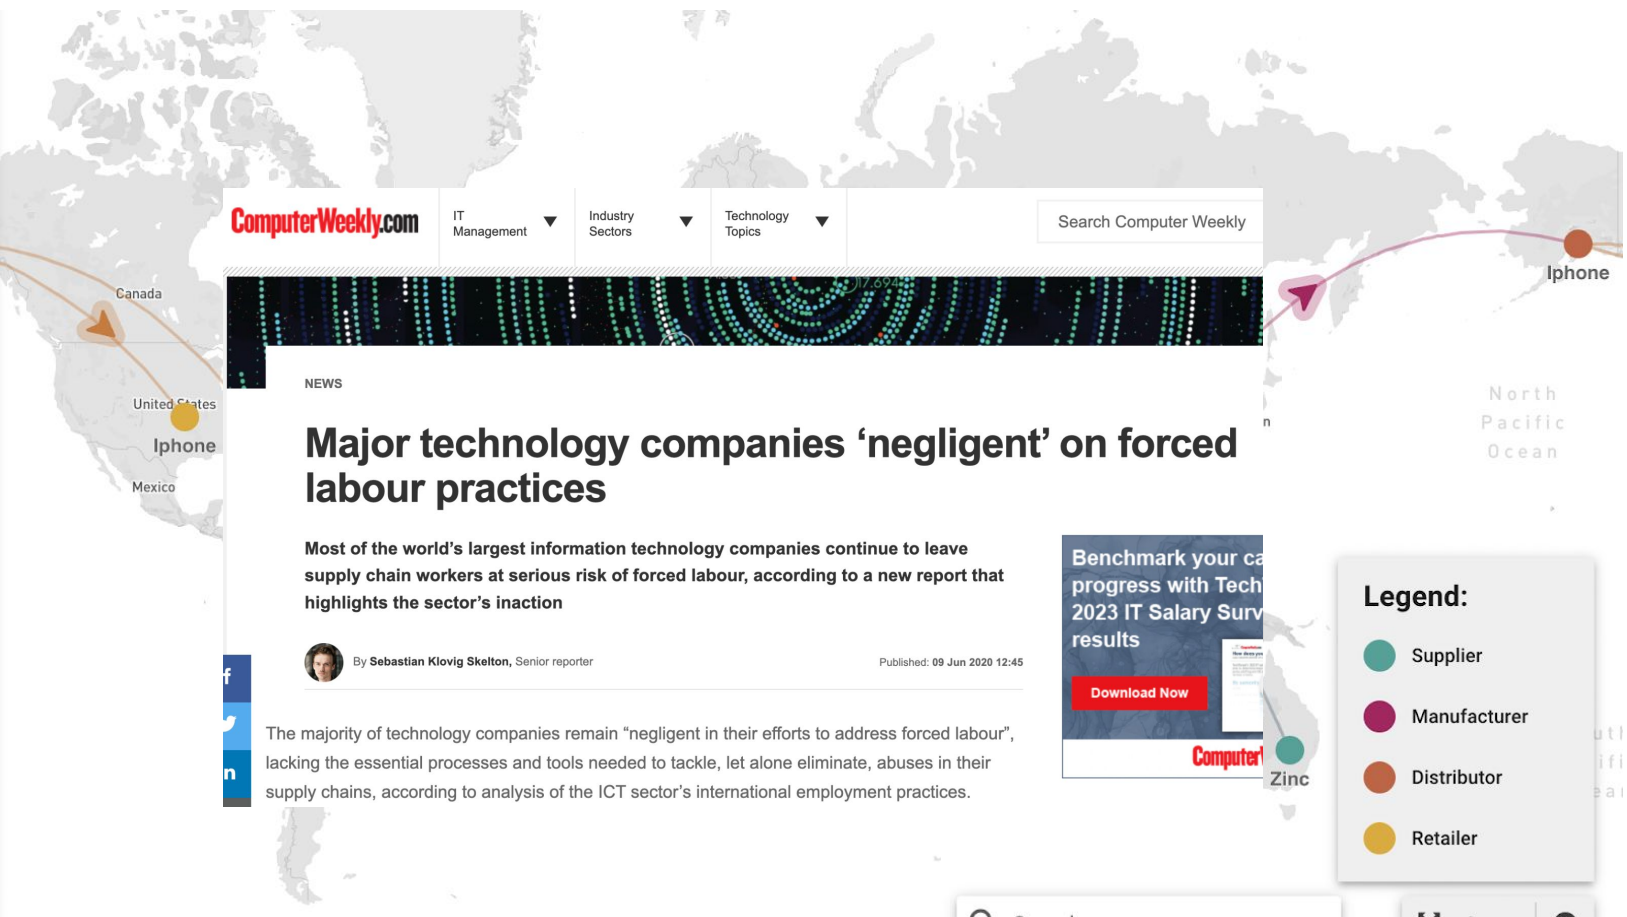 ComputerWeekly.com
IT
Management
Industry
Sectors
Technology
Topics
Search Computer Weekly
17.694
Iphone
Canada
United States
Iphone
Mexico
North
Pacific
Ocean
NEWS
Major technology companies ‘negligent’ on forced
labour practices
Most of the world’s largest information technology companies continue to leave
supply chain workers at serious risk of forced labour, according to a new report that
highlights the sector’s inaction
By Sebastian Klovig Skelton, Senior reporter
Published: 09 Jun 2020 12:45
The majority of technology companies remain “negligent in their efforts to address forced labour”,
lacking the essential processes and tools needed to tackle, let alone eliminate, abuses in their
supply chains, according to analysis of the ICT sector’s international employment practices.
Benchmark your ca
progress with Tech
2023 IT Salary Surv
results
Download Now
Computer
Zinc
Legend:
Supplier
Manufacturer
Distributor
Retailer